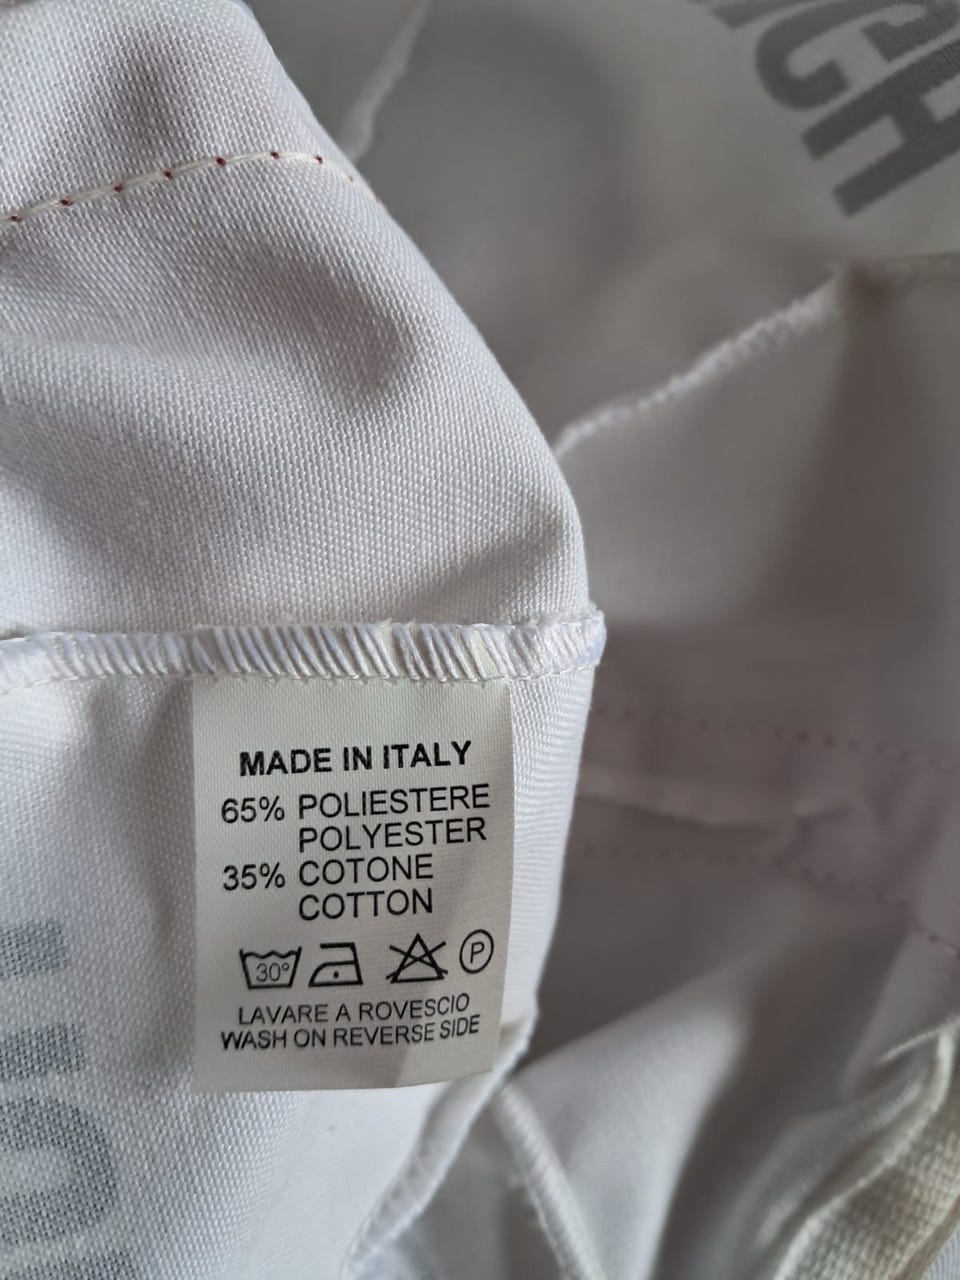 MADE IN ITALY
65% POLIESTERE
POLYESTER
35% COTONE
COTTON
30° P
LAVARE A ROVESCIO
WASH ON REVERSE SIDE